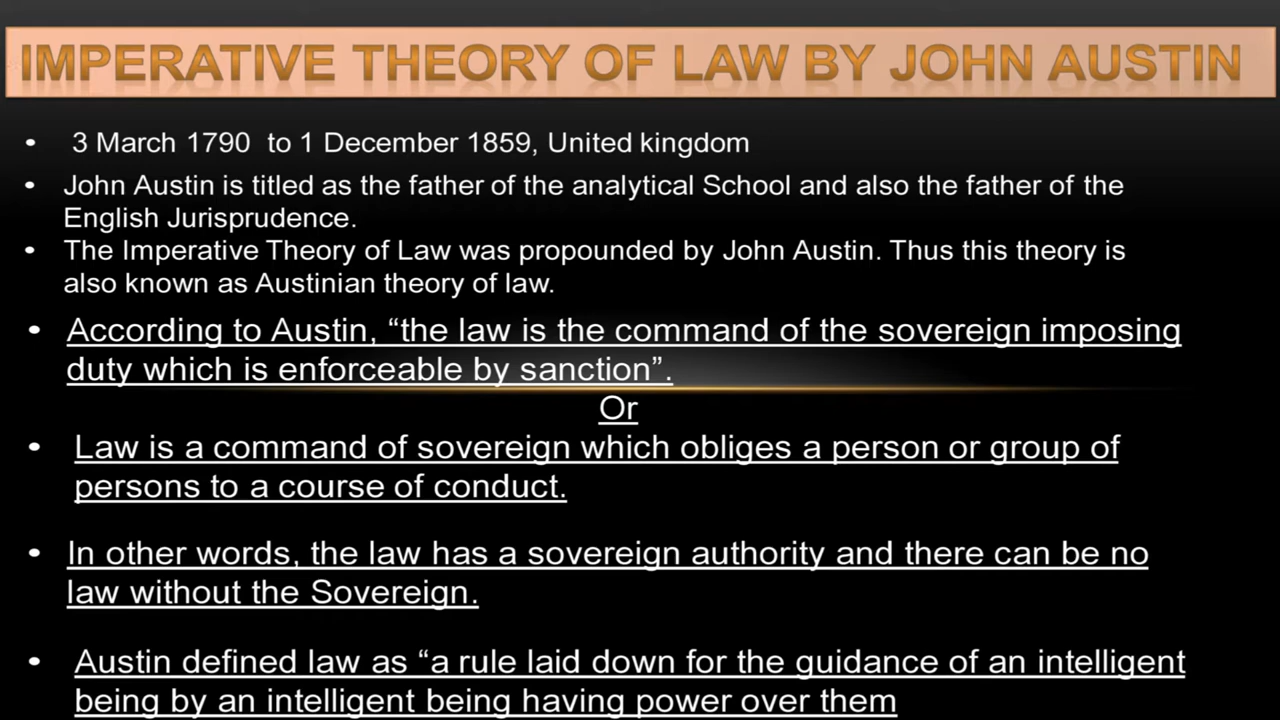 IMPERATIVE THEORY OF LAW BY JOHN AUSTIN
• 3 March 1790 to 1 December 1859, United kingdom
• John Austin is titled as the father of the analytical School and also the father of the
English Jurisprudence.
• The Imperative Theory of Law was propounded by John Austin. Thus this theory is
also known as Austinian theory of law.
• According to Austin, “the law is the command of the sovereign imposing
duty which is enforceable by sanction”.
Or
• Law is a command of sovereign which obliges a person or group of
persons to a course of conduct.
• In other words, the law has a sovereign authority and there can be no
law without the Sovereign.
• Austin defined law as “a rule laid down for the guidance of an intelligent
being by an intelligent being having power over them